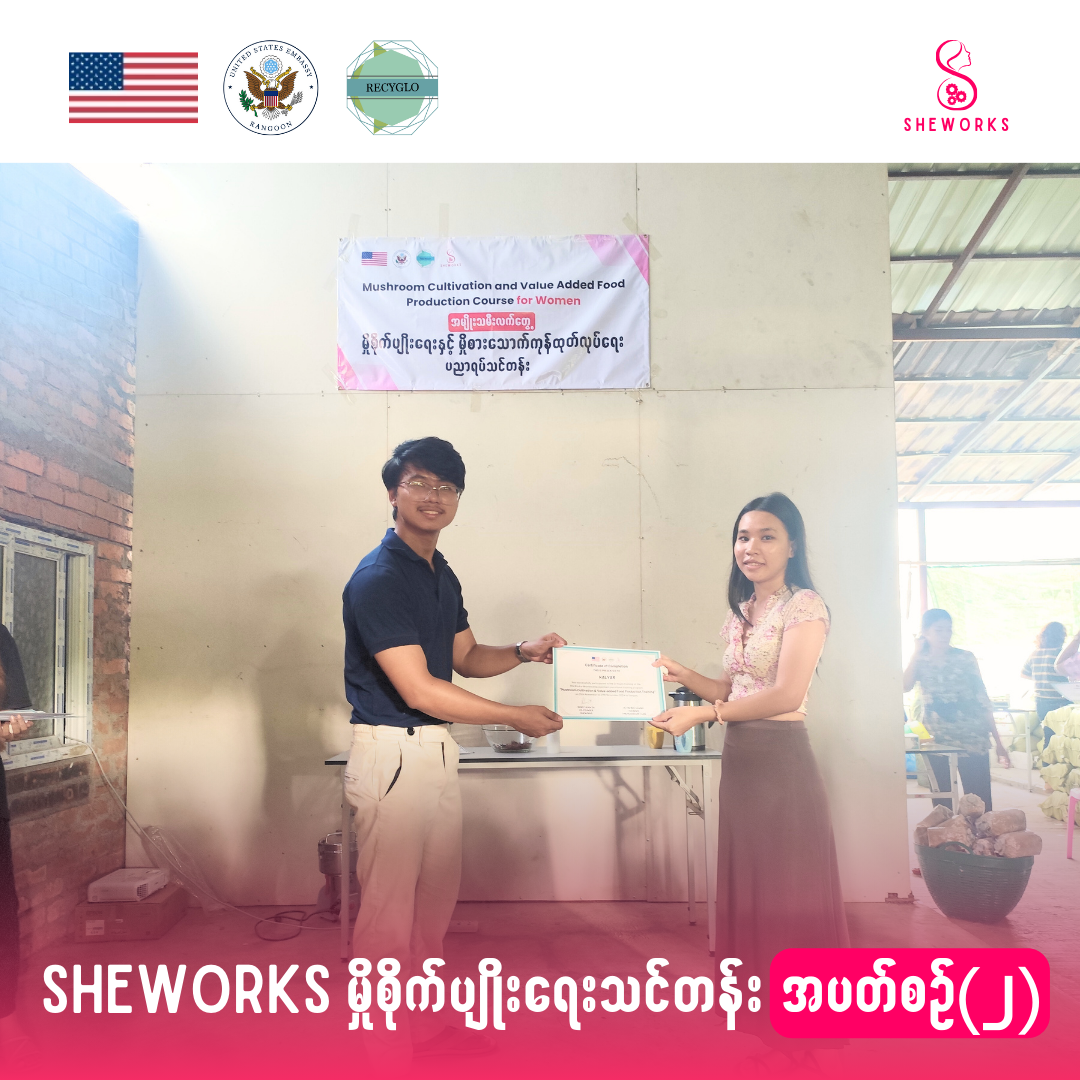 UNITED STATES EMBASSY
RANGOON
RECYGLO
SHEWORKS
Mushroom Cultivation and Value Added Food
Production Course for Women
အမျိုးသမီးလက်တွေ့
မှိုစိုက်ပျိုးရေးနှင့် မှိုစားသောက်ကုန်ထုတ်လုပ်ရေး
ပညာရပ်သင်တန်း
Certificate of Completion
SHEWORKS မှိုစိုက်ပျိုးရေးသင်တန်း အပတ်စဉ်(၂)